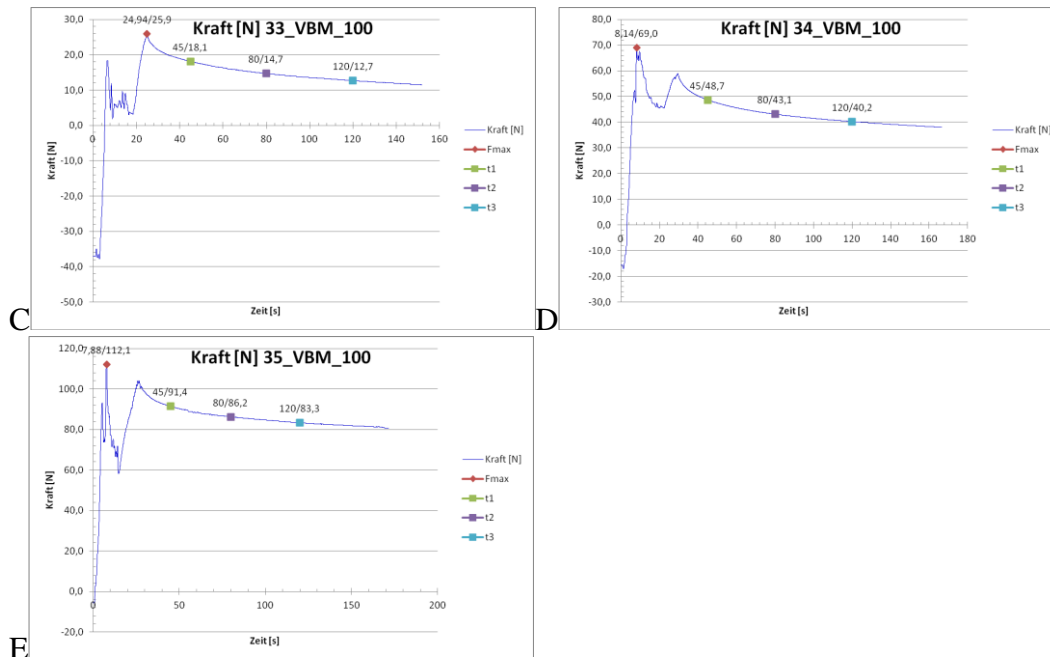 Kraft [N] 33_VBM_100
24,94/25,9
45/18,1
80/14,7
120/12,7
30,0
20,0
10,0
0,0
-10,0
-20,0
-30,0
-40,0
-50,0
0 20 40 60 80 100 120 140 160
Kraft [N]
Zeit [s]
Kraft [N]
Fmax
t1
t2
t3
C
Kraft [N] 34_VBM_100
8,14/69,0
45/48,7
80/43,1
120/40,2
80,0
70,0
60,0
50,0
40,0
30,0
20,0
10,0
0,0
-10,0
-20,0
-30,0
0 20 40 60 80 100 120 140 160 180
Kraft [N]
Zeit [s]
Kraft [N]
Fmax
t1
t2
t3
D
Kraft [N] 35_VBM_100
7,88/112,1
45/91,4
80/86,2
120/83,3
120,0
100,0
80,0
60,0
40,0
20,0
0,0
-20,0
0 50 100 150 200
Kraft [N]
Zeit [s]
Kraft [N]
Fmax
t1
t2
t3
E